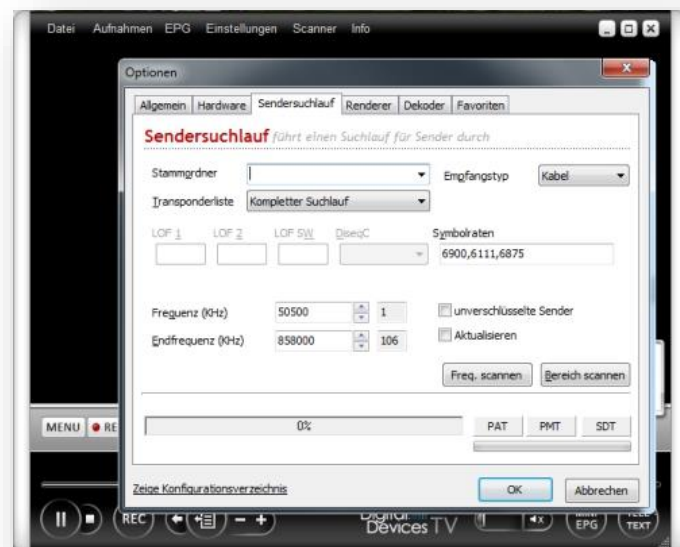 Datei Aufnahmen EPG Einstellungen Scanner Info
Optionen
Allgemein Hardware Sendersuchlauf Renderer Dekoder Favoriten
Sendersuchlauf führt einen Suchlauf für Sender durch
Stammordner Empfangstyp Kabel
Transponderliste Kompletter Suchlauf
LOF 1 LOF 2 LOF SW DiseqC Symbolraten
6900,6111,6875
Frequenz (KHz) 50500 1 unverschlüsselte Sender
Endfrequenz (KHz) 858000 106 Aktualisieren
Freq. scannen Bereich scannen
MENU RE 0% PAT PMT SDT
Zeige Konfigurationsverzeichnis OK Abbrechen
REC Digital Devices TV EPG TEXT